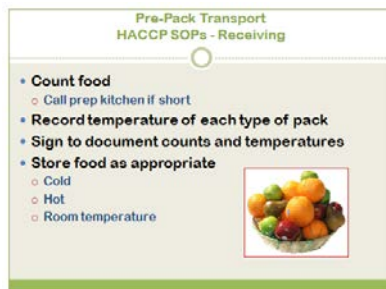 Pre-Pack Transport
HACCP SOPs - Receiving
Count food
Call prep kitchen if short
Record temperature of each type of pack
Sign to document counts and temperatures
Store food as appropriate
Cold
Hot
Room temperature